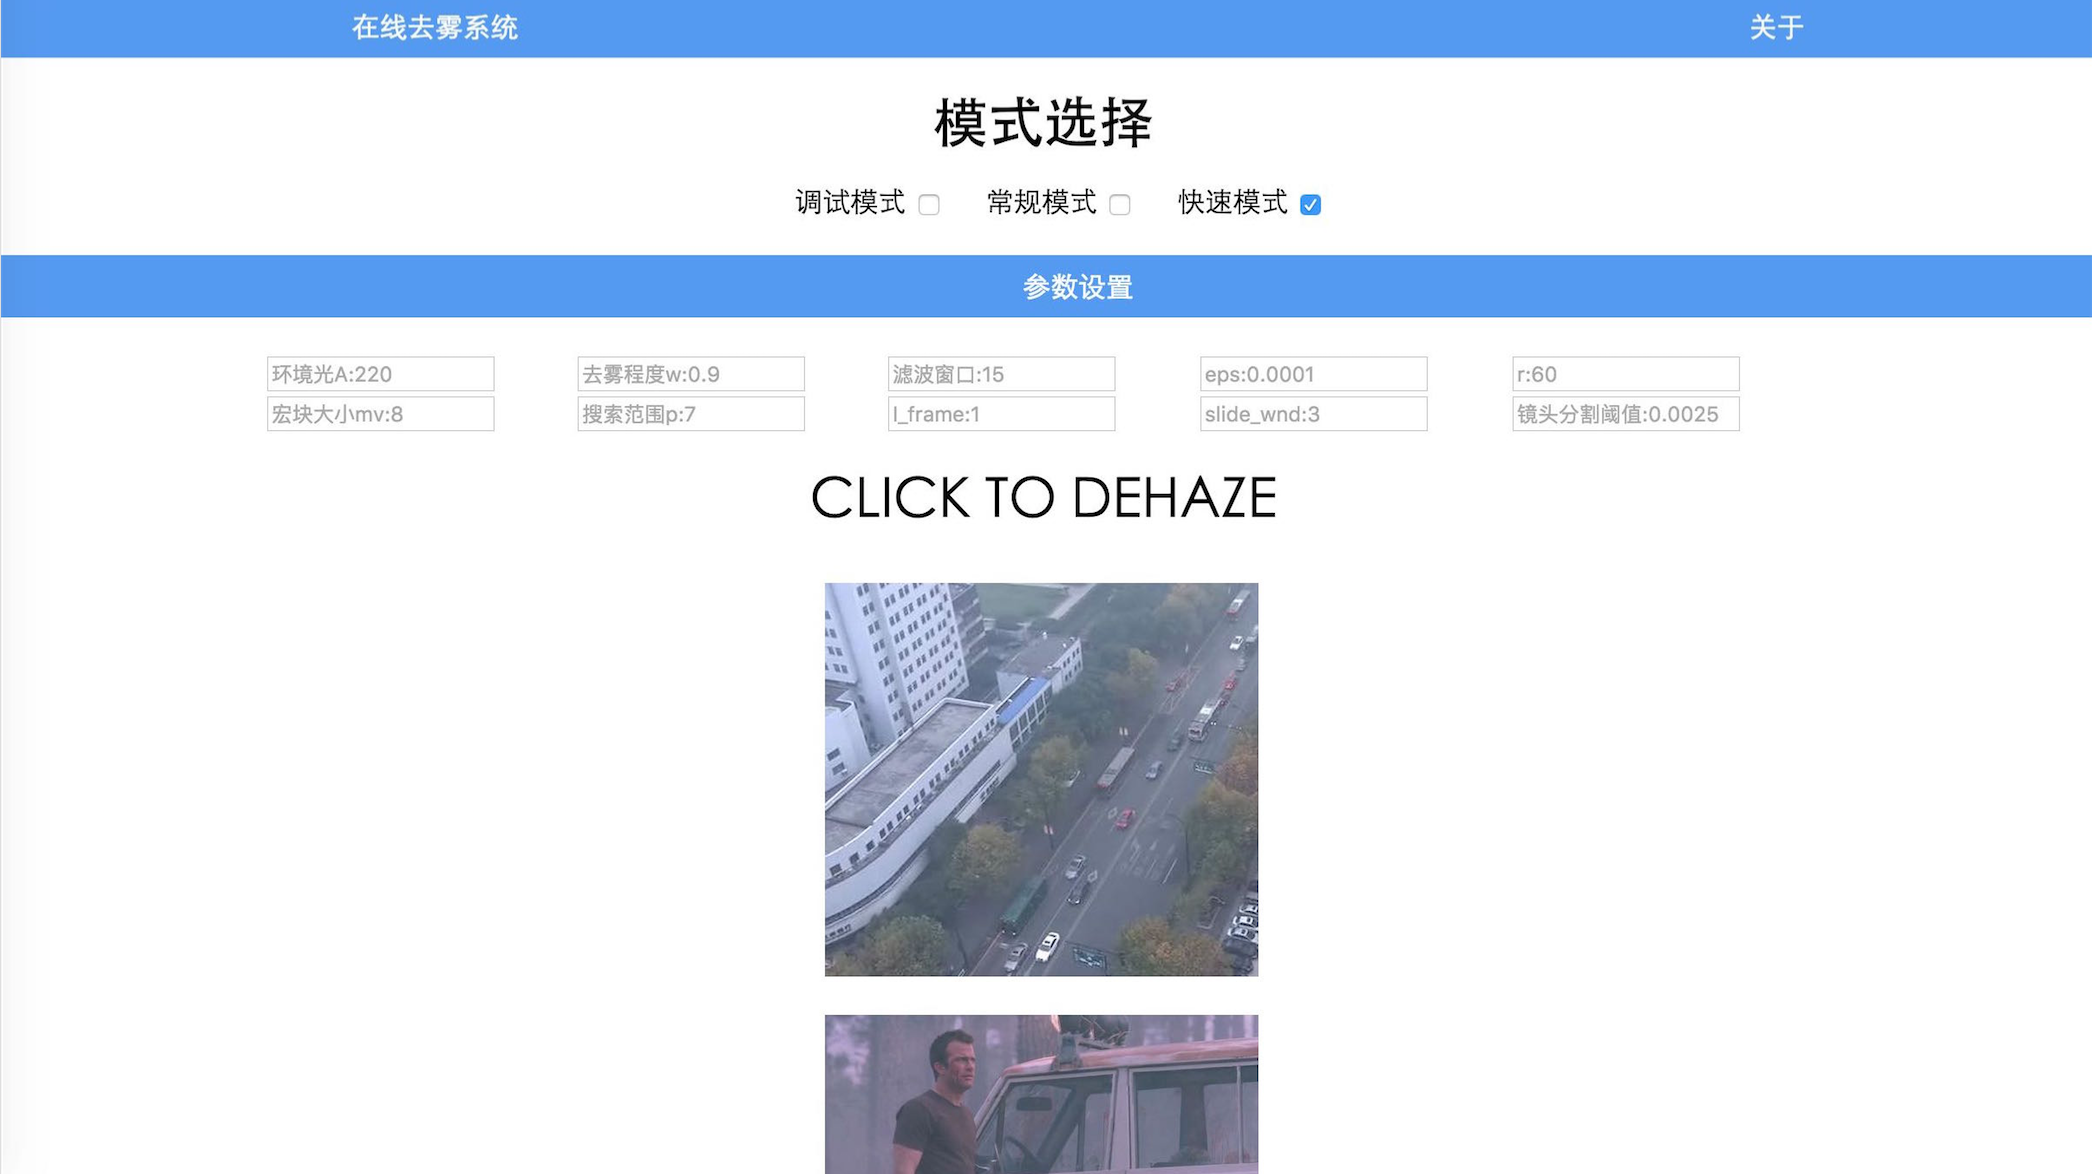 在线去雾系统 关于
模式选择
调试模式 常规模式 快速模式
参数设置
环境光A:220 去雾程度w:0.9 滤波窗口:15 eps:0.0001 r:60
宏块大小mv:8 搜索范围p:7 I_frame:1 slide_wnd:3 镜头分割阈值:0.0025
CLICK TO DEHAZE